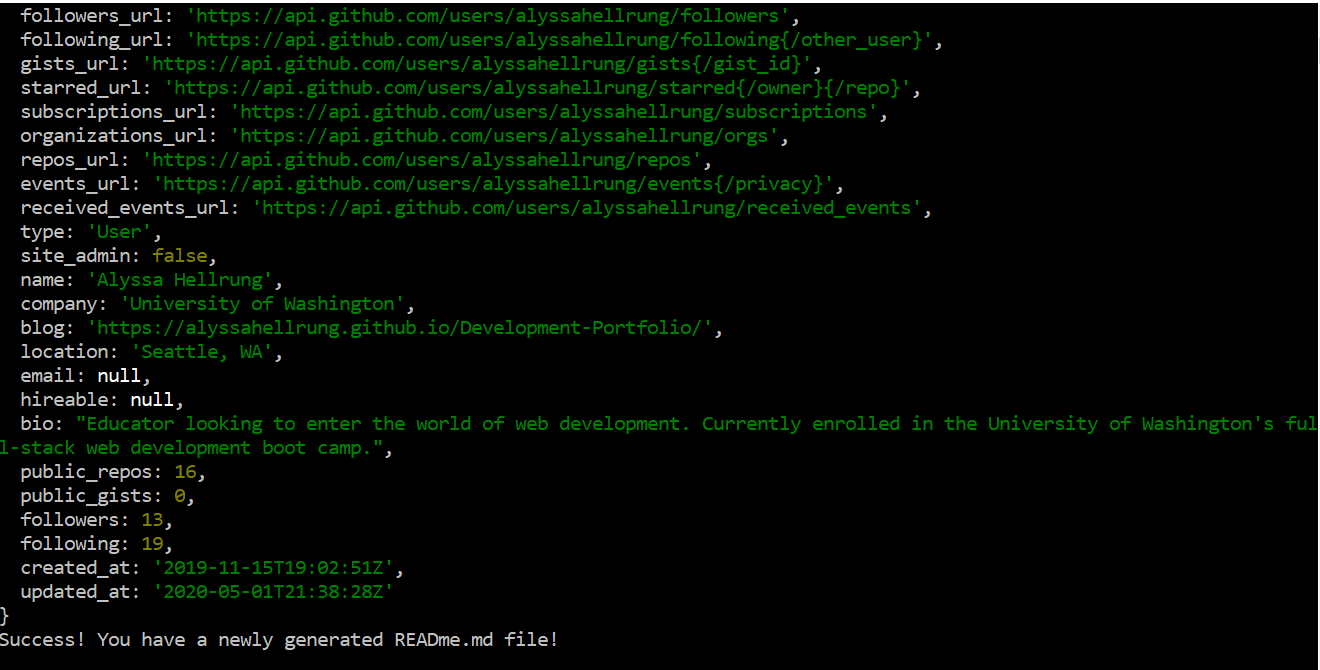 followers_url: 'https://api.github.com/users/alyssahellrung/followers',
following_url: 'https://api.github.com/users/alyssahellrung/following{/other_user}',
gists_url: 'https://api.github.com/users/alyssahellrung/gists{/gist_id}',
starred_url: 'https://api.github.com/users/alyssahellrung/starred{/owner}{/repo}',
subscriptions_url: 'https://api.github.com/users/alyssahellrung/subscriptions',
organizations_url: 'https://api.github.com/users/alyssahellrung/orgs',
repos_url: 'https://api.github.com/users/alyssahellrung/repos',
events_url: 'https://api.github.com/users/alyssahellrung/events{/privacy}',
received_events_url: 'https://api.github.com/users/alyssahellrung/received_events',
type: 'User',
site_admin: false,
name: 'Alyssa Hellrung',
company: 'University of Washington',
blog: 'https://alyssahellrung.github.io/Development-Portfolio/',
location: 'Seattle, WA',
email: null,
hireable: null,
bio: "Educator looking to enter the world of web development. Currently enrolled in the University of Washington's ful
l-stack web development boot camp.",
public_repos: 16,
public_gists: 0,
followers: 13,
following: 19,
created_at: '2019-11-15T19:02:51Z',
updated_at: '2020-05-01T21:38:28Z'
}
Success! You have a newly generated READme.md file!